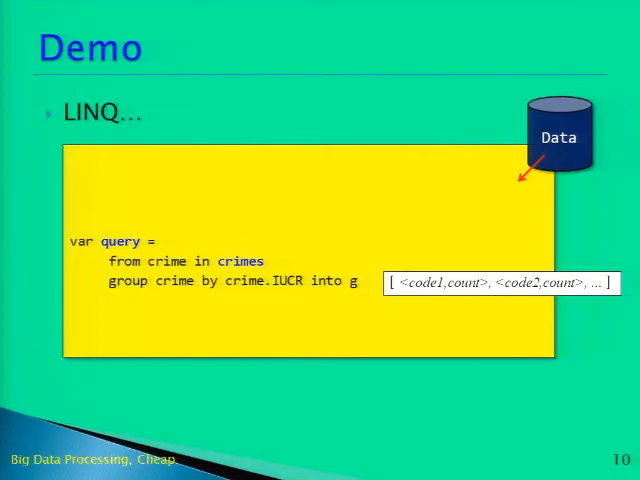 Demo
LINQ...
Data
var query =
from crime in crimes
group crime by crime.IUCR into g
[ <code1,count>, <code2,count>, ... ]
Big Data Processing, Cheap.
10